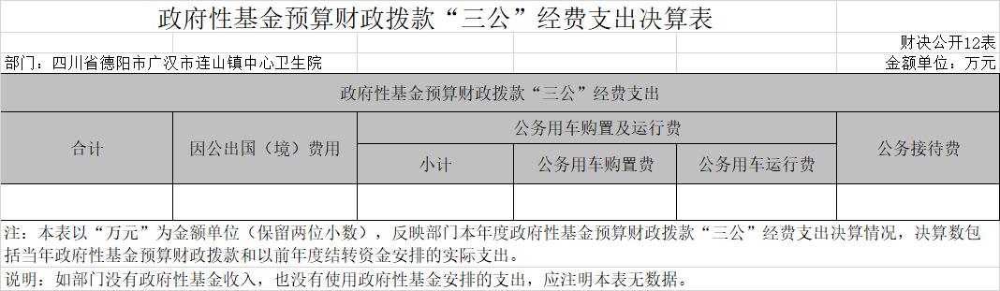 政府性基金预算财政拨款“三公”经费支出决算表
财决公开12表
部门：四川省德阳市广汉市连山镇中心卫生院 金额单位：万元
政府性基金预算财政拨款“三公”经费支出
合计 因公出国（境）费用 公务用车购置及运行费 公务接待费
小计 公务用车购置费 公务用车运行费
注：本表以“万元”为金额单位（保留两位小数），反映部门本年度政府性基金预算财政拨款“三公”经费支出决算情况，决算数包
括当年政府性基金预算财政拨款和以前年度结转资金安排的实际支出。
说明：如部门没有政府性基金收入，也没有使用政府性基金安排的支出，应注明本表无数据。